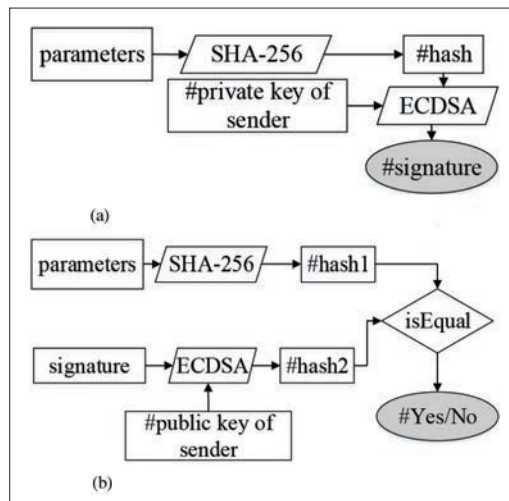 parameters
SHA-256
#hash
#private key of
sender
ECDSA
#signature
(a)
parameters
SHA-256
#hash1
isEqual
signature
ECDSA
#hash2
#public key of
sender
#Yes/No
(b)